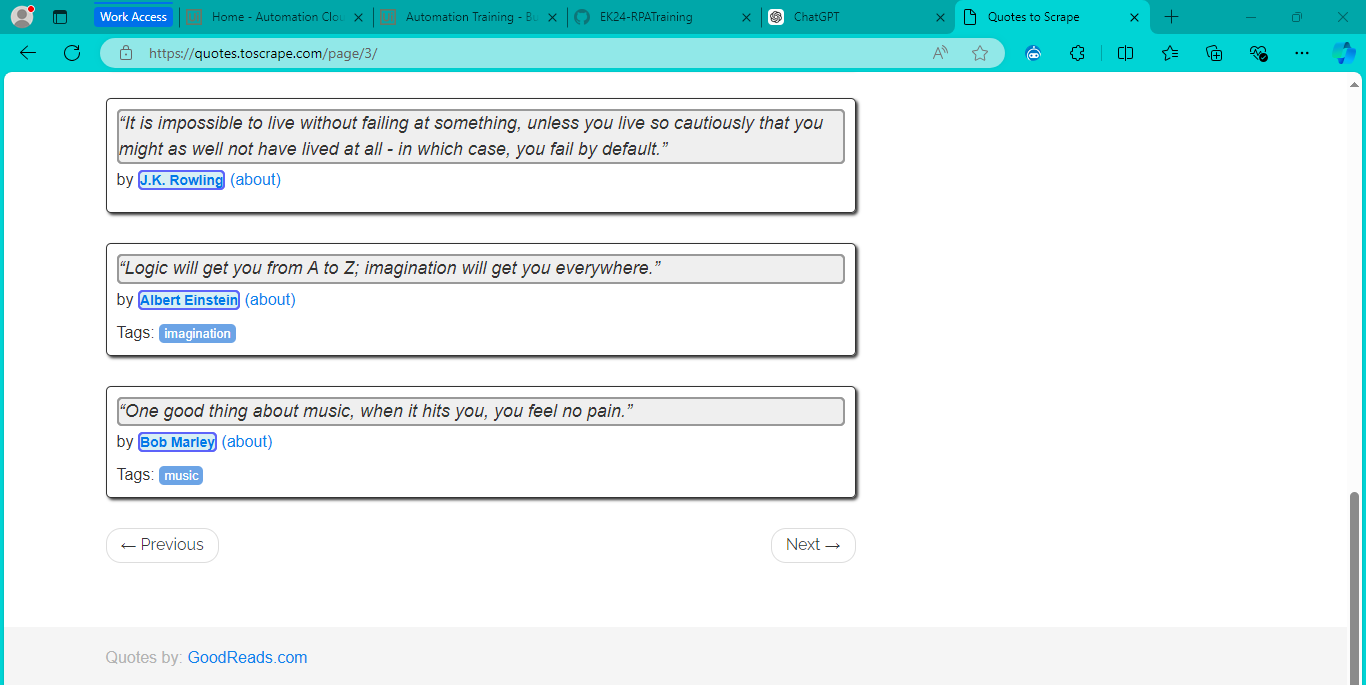 Work Access
Home - Automation Clou
Automation Training - Bu
EK24-RPATraining
ChatGPT
Quotes to Scrape
https://quotes.toscrape.com/page/3/
“It is impossible to live without failing at something, unless you live so cautiously that you
might as well not have lived at all - in which case, you fail by default.”
by J.K. Rowling (about)
“Logic will get you from A to Z; imagination will get you everywhere.”
by Albert Einstein (about)
Tags: imagination
“One good thing about music, when it hits you, you feel no pain.”
by Bob Marley (about)
Tags: music
← Previous
Next →
Quotes by: GoodReads.com